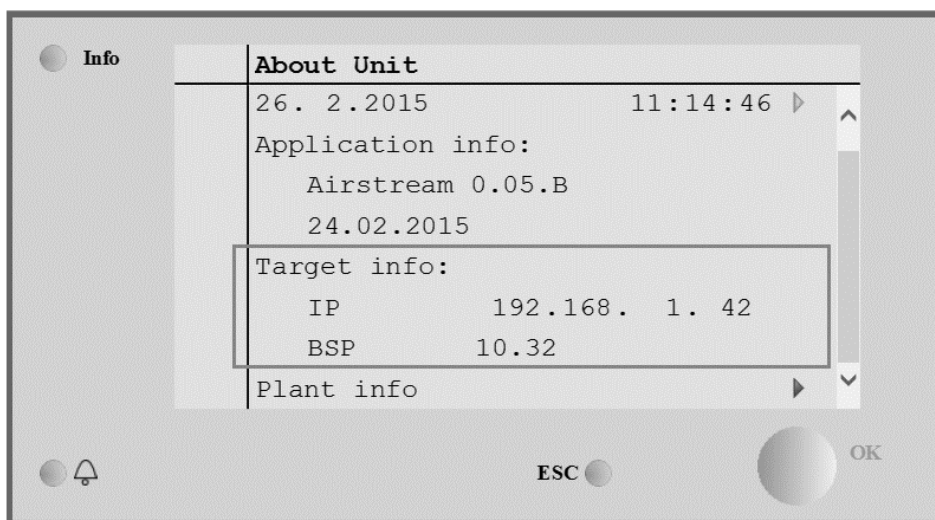 Info
About Unit
26. 2.2015 11:14:46
Application info:
Airstream 0.05.B
24.02.2015
Target info:
IP 192.168. 1. 42
BSP 10.32
Plant info
ESC
OK